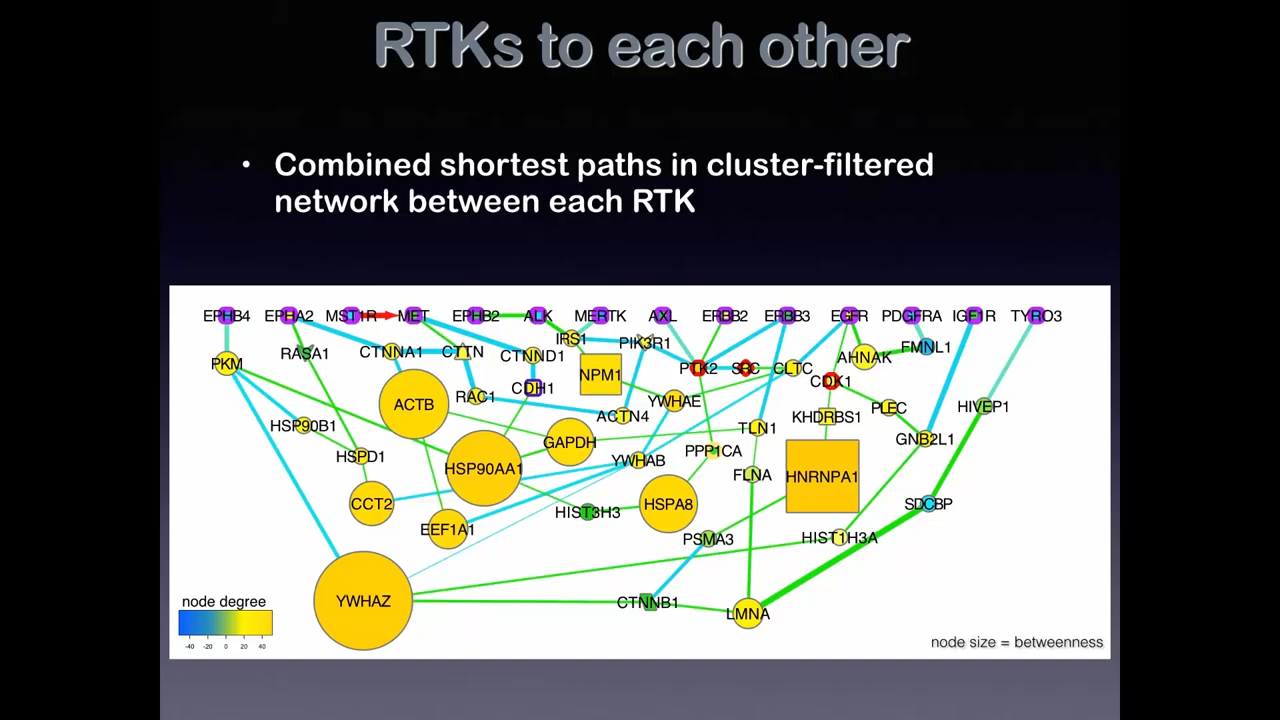 RTKs to each other
• Combined shortest paths in cluster-filtered
network between each RTK
EPHB4 EPHA2 MST1R MET EPHB2 ALK MERTK AXL ERBB2 ERBB3 EGFR PDGFRA IGF1R TYRO3
IRS1 PIK3R1
PKM RASA1 CTNNA1 CTTN CTNND1 AHNAK FMNL1
NPM1 PTK2 SRC CLTC
CDK1
ACTB RAC1 CDH1 YWHAE
ACTN4 KHDRBS1 PLEC HIVEP1
HSP90B1 TLN1
GAPDH GNB2L1
HSPD1 HSP90AA1 YWHAB PPP1CA
FLNA HNRNPA1
CCT2 HIST3H3 HSPA8 SDCBP
EEF1A1 PSMA3 HIST1H3A
YWHAZ CTNNB1 LMNA
node degree
-40 -20 0 20 40
node size = betweenness